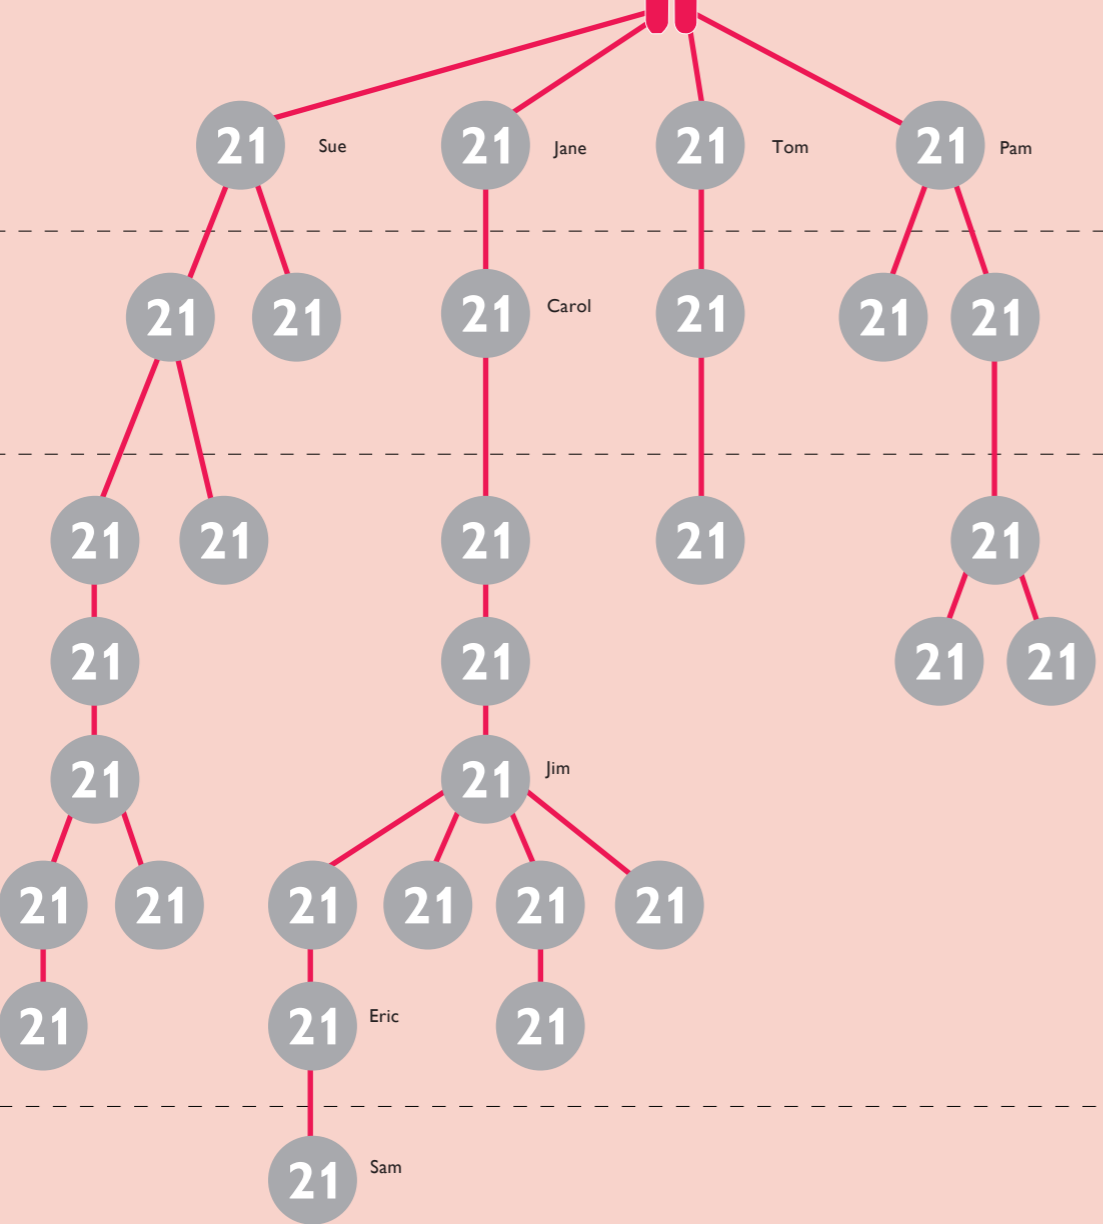 21 Sue 21 Jane 21 Tom 21 Pam
21 21 21 Carol 21 21 21
21 21 21 21 21
21 21 21 21
21 21 Jim
21 21 21 21 21 21
21 21 Eric 21
21 Sam